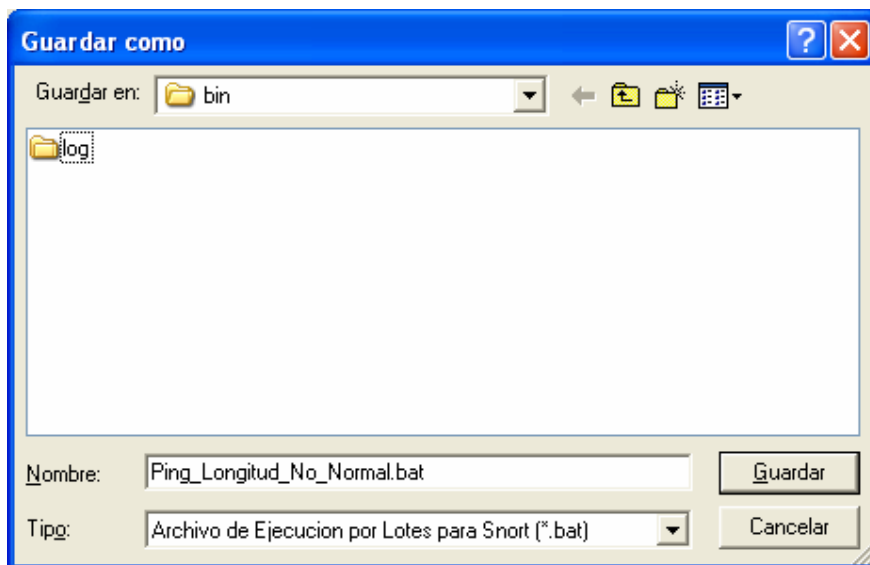 Guardar como
Guardar en: bin
log
Nombre: Ping_Longitud_No_Normal.bat Guardar
Tipo: Archivo de Ejecucion por Lotes para Snort (*.bat) Cancelar